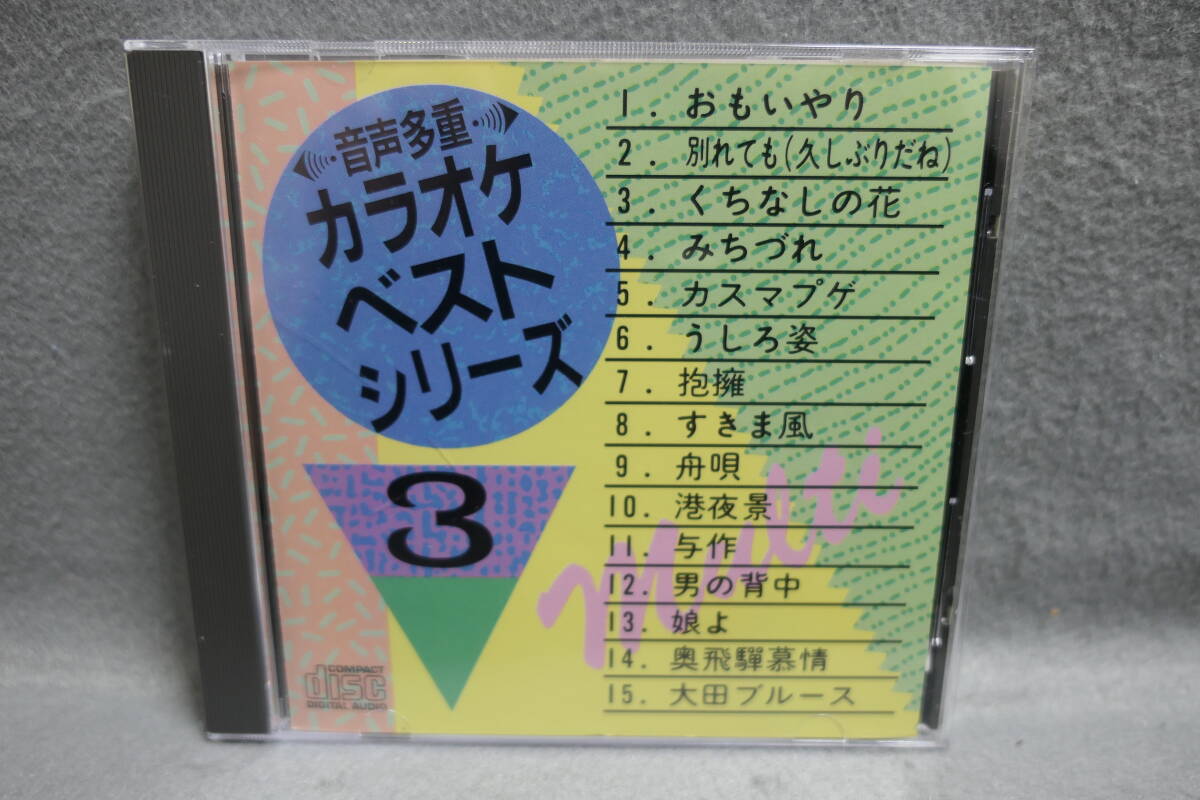 音声多重
カラオケ
ベスト
シリーズ
3
COMPACT
disc
DIGITAL AUDIO
Multi
1. おもいやり
2. 別れても(久しぶりだね)
3. くちなしの花
4. みちづれ
5. カスマプゲ
6. うしろ姿
7. 抱擁
8. すきま風
9. 舟唄
10. 港夜景
11. 与作
12. 男の背中
13. 娘よ
14. 奥飛騨慕情
15. 大田ブルース